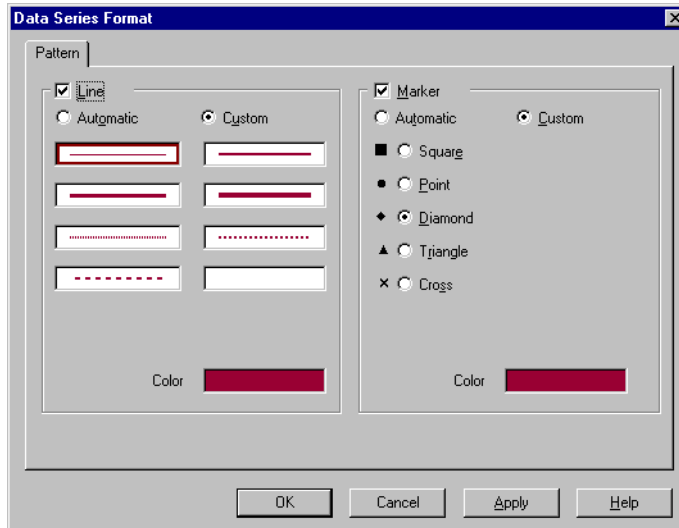 Data Series Format
Pattern
Line
Automatic
Custom
Color
Marker
Automatic
Custom
Square
Point
Diamond
Triangle
Cross
Color
OK
Cancel
Apply
Help